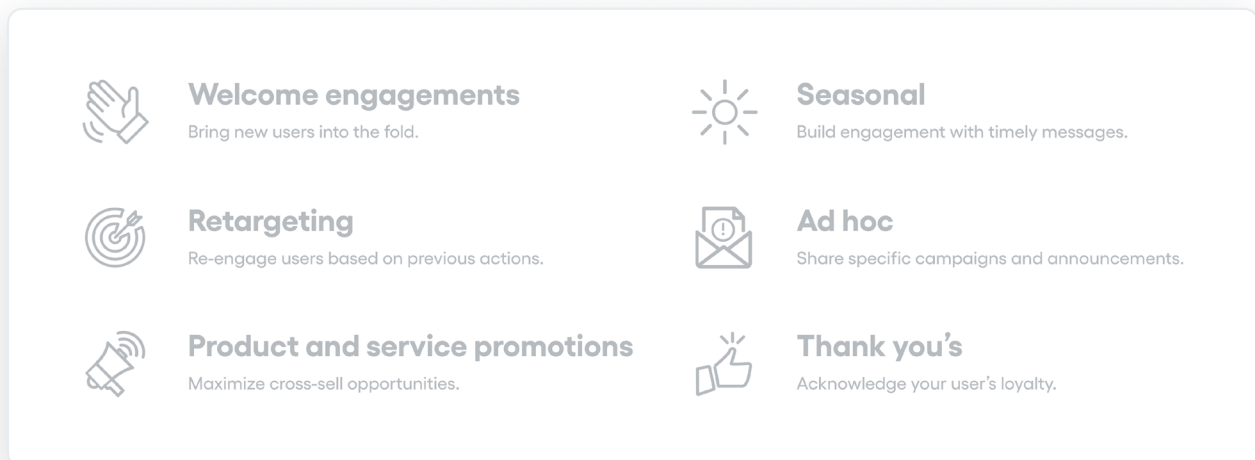 Welcome engagements
Bring new users into the fold.
Seasonal
Build engagement with timely messages.
Retargeting
Re-engage users based on previous actions.
Ad hoc
Share specific campaigns and announcements.
Product and service promotions
Maximize cross-sell opportunities.
Thank you’s
Acknowledge your user’s loyalty.